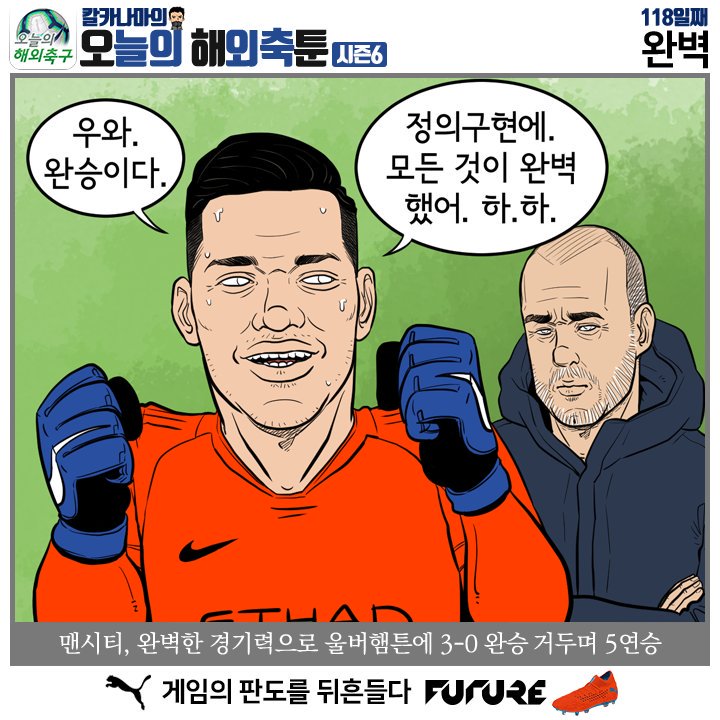 오늘의
해외축구
칼카나마의
오늘의 해외축툰
시즌6
118일째
완벽
우와.
완승이다.
정의구현에.
모든 것이 완벽
했어. 하.하.
ETHAD
맨시티, 완벽한 경기력으로 울버햄튼에 3-0 완승 거두며 5연승
게임의 판도를 뒤흔들다 FUTURE